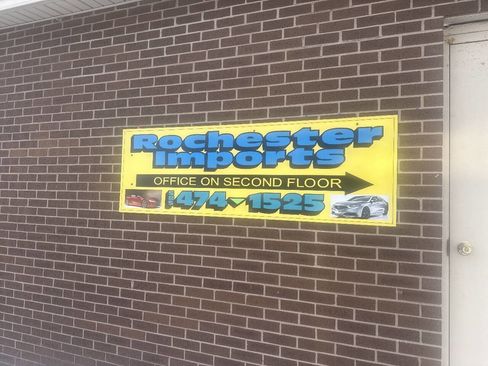 Rochester
Imports
OFFICE ON SECOND FLOOR
474 1525